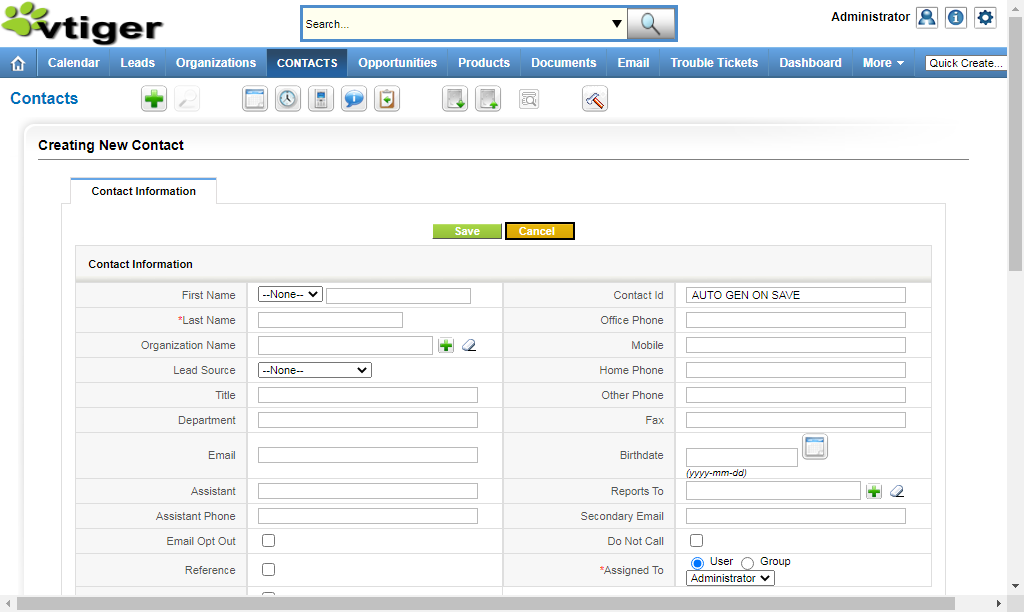 vtiger
Search...
Administrator
Calendar Leads Organizations CONTACTS Opportunities Products Documents Email Trouble Tickets Dashboard More Quick Create...
Contacts
Creating New Contact
Contact Information
Save Cancel
Contact Information
First Name --None-- Contact Id AUTO GEN ON SAVE
*Last Name Office Phone
Organization Name Mobile
Lead Source --None-- Home Phone
Title Other Phone
Department Fax
Email Birthdate
(yyyy-mm-dd)
Assistant Reports To
Assistant Phone Secondary Email
Email Opt Out Do Not Call
Reference *Assigned To User Group
Administrator